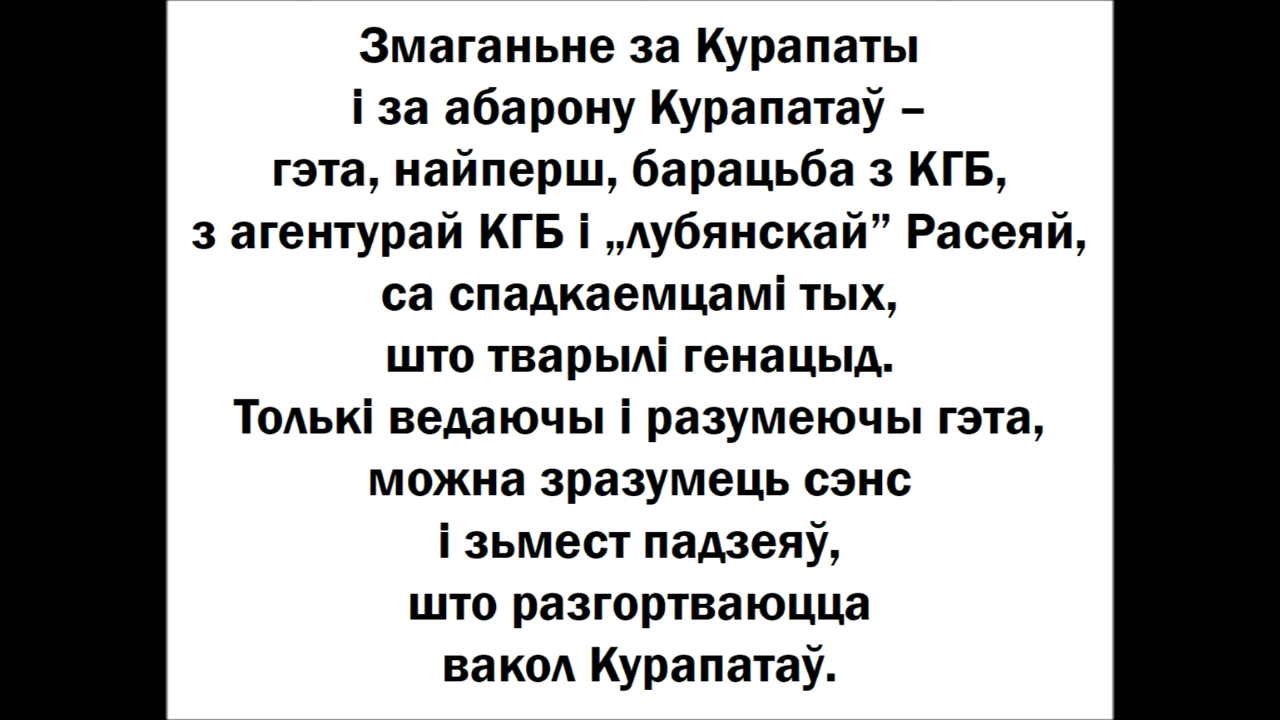 Змаганьне за Курапаты
і за абарону Курапатаў –
гэта, найперш, барацьба з КГБ,
з агентурай КГБ і „лубянскай” Расеяй,
са спадкаемцамі тых,
што тварылі генацыд.
Толькі ведаючы і разумеючы гэта,
можна зразумець сэнс
і зьмест падзеяў,
што разгортваюцца
вакол Курапатаў.